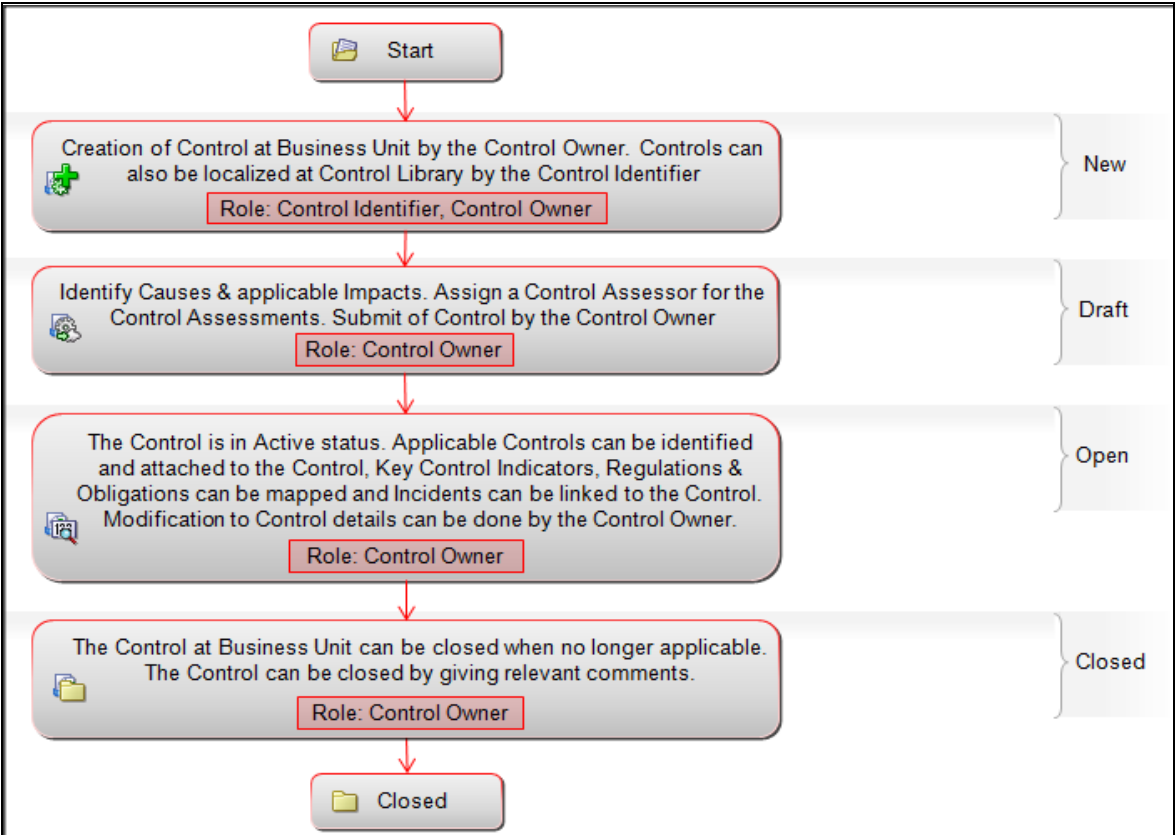 Start
Creation of Control at Business Unit by the Control Owner. Controls can
also be localized at Control Library by the Control Identifier
Role: Control Identifier, Control Owner
New
Identify Causes & applicable Impacts. Assign a Control Assessor for the
Control Assessments. Submit of Control by the Control Owner
Role: Control Owner
Draft
The Control is in Active status. Applicable Controls can be identified
and attached to the Control, Key Control Indicators, Regulations &
Obligations can be mapped and Incidents can be linked to the Control.
Modification to Control details can be done by the Control Owner.
Role: Control Owner
Open
The Control at Business Unit can be closed when no longer applicable.
The Control can be closed by giving relevant comments.
Role: Control Owner
Closed
Closed